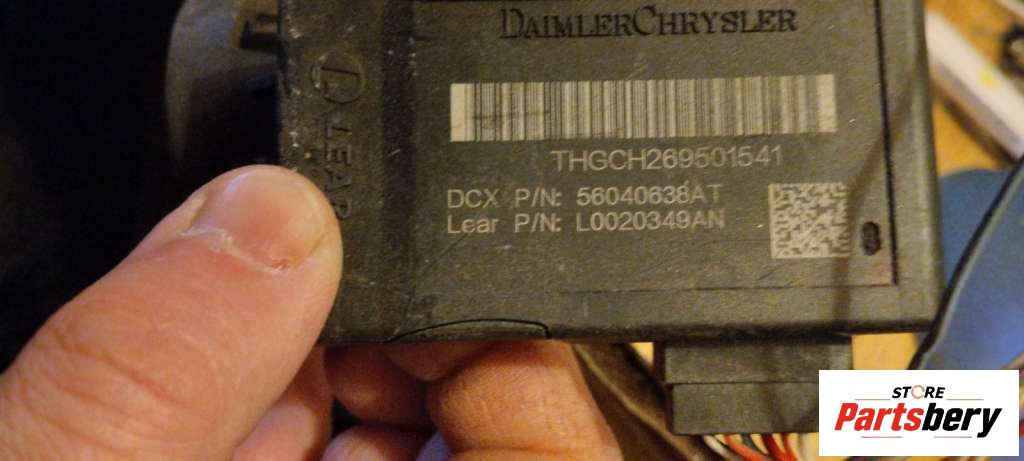 DAIMLERCHRYSLER
LEAR
THGCH269501541
DCX P/N: 56040638AT
Lear P/N: L0020349AN
STORE
Partsbery